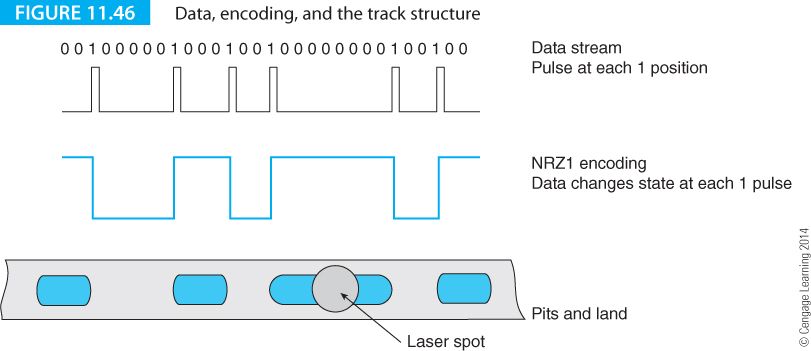 FIGURE 11.46 Data, encoding, and the track structure
0 0 1 0 0 0 0 0 1 0 0 0 1 0 0 1 0 0 0 0 0 0 0 0 1 0 0 1 0 0
Data stream
Pulse at each 1 position
NRZ1 encoding
Data changes state at each 1 pulse
Pits and land
Laser spot
© Cengage Learning 2014